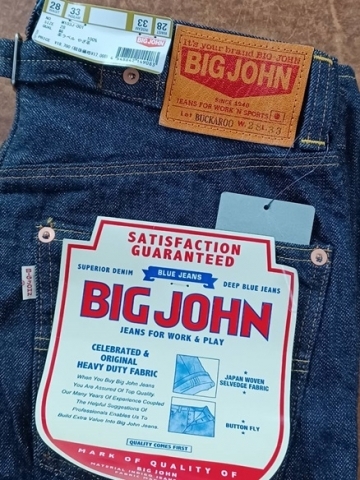 28
33
28
33
BIG JOHN
It's your brand BIG-JOHN
BIG JOHN
SINCE 1940
JEANS FOR WORK 'N SPORTS
Lot BUCKAROO W. 28 L 33
SATISFACTION
GUARANTEED
SUPERIOR DENIM
BLUE JEANS
DEEP BLUE JEANS
BIG JOHN
JEANS FOR WORK & PLAY
CELEBRATED &
ORIGINAL
HEAVY DUTY FABRIC
When You Buy Big John Jeans
You Are Assured Of Top Quality.
Our Many Years Of Experience Coupled
The Helpful Suggestions Of
Professionals Enables Us To
Build Extra Value Into Big John Jeans.
JAPAN WOVEN
SELVEDGE FABRIC
BUTTON FLY
QUALITY COMES FIRST
MARK OF QUALITY OF
BIG JOHN